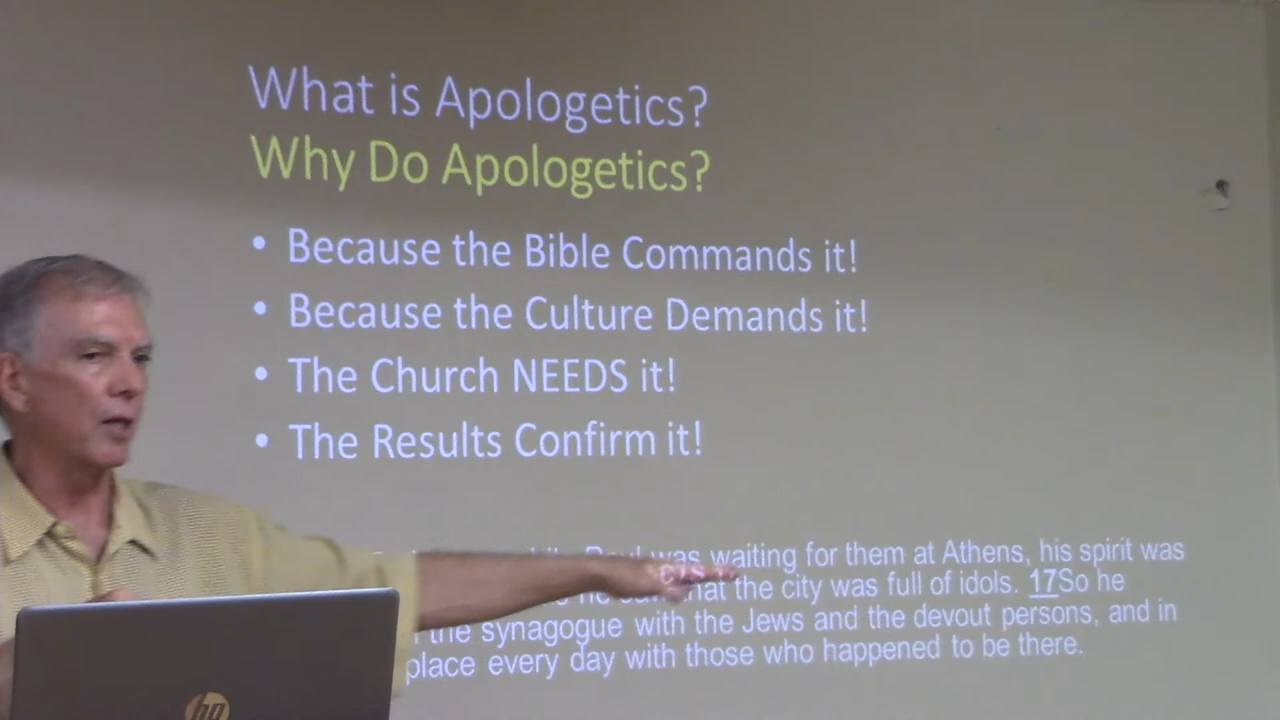 What is Apologetics?
Why Do Apologetics?
• Because the Bible Commands it!
• Because the Culture Demands it!
• The Church NEEDS it!
• The Results Confirm it!
Paul was waiting for them at Athens, his spirit was
he that the city was full of idols. 17So he
the synagogue with the Jews and the devout persons, and in
place every day with those who happened to be there.
hp